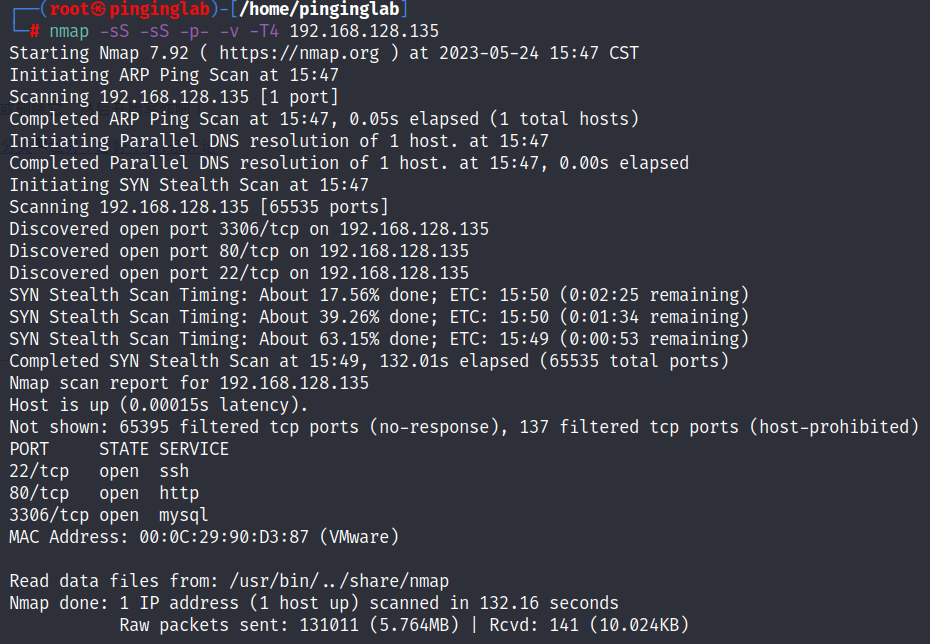 ┌──(root㉿pinginglab)-[/home/pinginglab]
└─# nmap -sS -sS -p- -v -T4 192.168.128.135
Starting Nmap 7.92 ( https://nmap.org ) at 2023-05-24 15:47 CST
Initiating ARP Ping Scan at 15:47
Scanning 192.168.128.135 [1 port]
Completed ARP Ping Scan at 15:47, 0.05s elapsed (1 total hosts)
Initiating Parallel DNS resolution of 1 host. at 15:47
Completed Parallel DNS resolution of 1 host. at 15:47, 0.00s elapsed
Initiating SYN Stealth Scan at 15:47
Scanning 192.168.128.135 [65535 ports]
Discovered open port 3306/tcp on 192.168.128.135
Discovered open port 80/tcp on 192.168.128.135
Discovered open port 22/tcp on 192.168.128.135
SYN Stealth Scan Timing: About 17.56% done; ETC: 15:50 (0:02:25 remaining)
SYN Stealth Scan Timing: About 39.26% done; ETC: 15:50 (0:01:34 remaining)
SYN Stealth Scan Timing: About 63.15% done; ETC: 15:49 (0:00:53 remaining)
Completed SYN Stealth Scan at 15:49, 132.01s elapsed (65535 total ports)
Nmap scan report for 192.168.128.135
Host is up (0.00015s latency).
Not shown: 65395 filtered tcp ports (no-response), 137 filtered tcp ports (host-prohibited)
PORT     STATE SERVICE
22/tcp   open  ssh
80/tcp   open  http
3306/tcp open  mysql
MAC Address: 00:0C:29:90:D3:87 (VMware)

Read data files from: /usr/bin/../share/nmap
Nmap done: 1 IP address (1 host up) scanned in 132.16 seconds
           Raw packets sent: 131011 (5.764MB) | Rcvd: 141 (10.024KB)